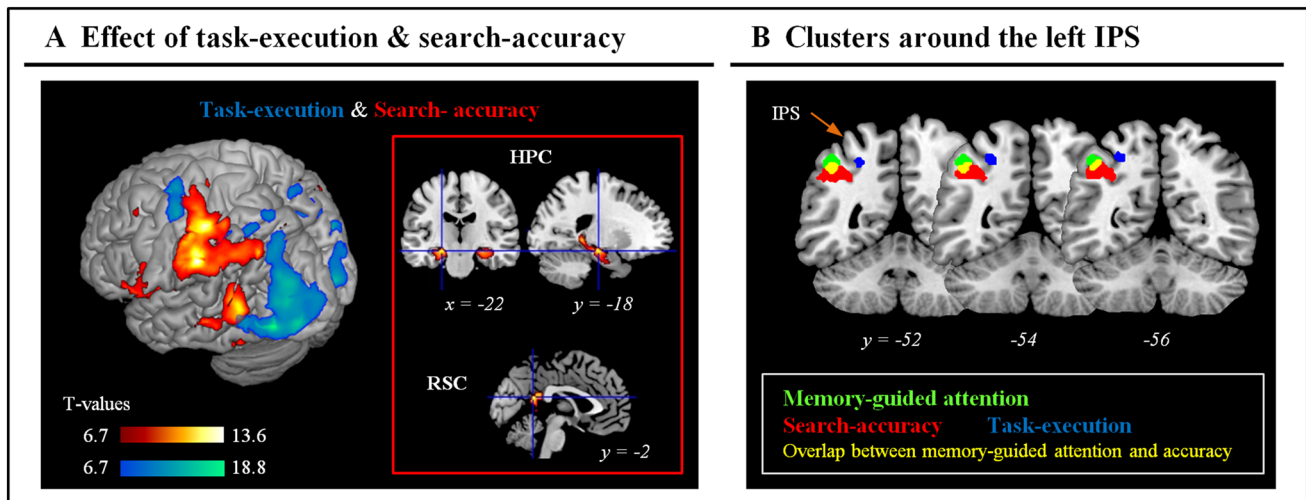 A Effect of task-execution & search-accuracy
Task-execution & Search- accuracy
HPC
x = -22 y = -18
RSC
y = -2
T-values
6.7 13.6
6.7 18.8
B Clusters around the left IPS
IPS
y = -52 -54 -56
Memory-guided attention
Search-accuracy Task-execution
Overlap between memory-guided attention and accuracy